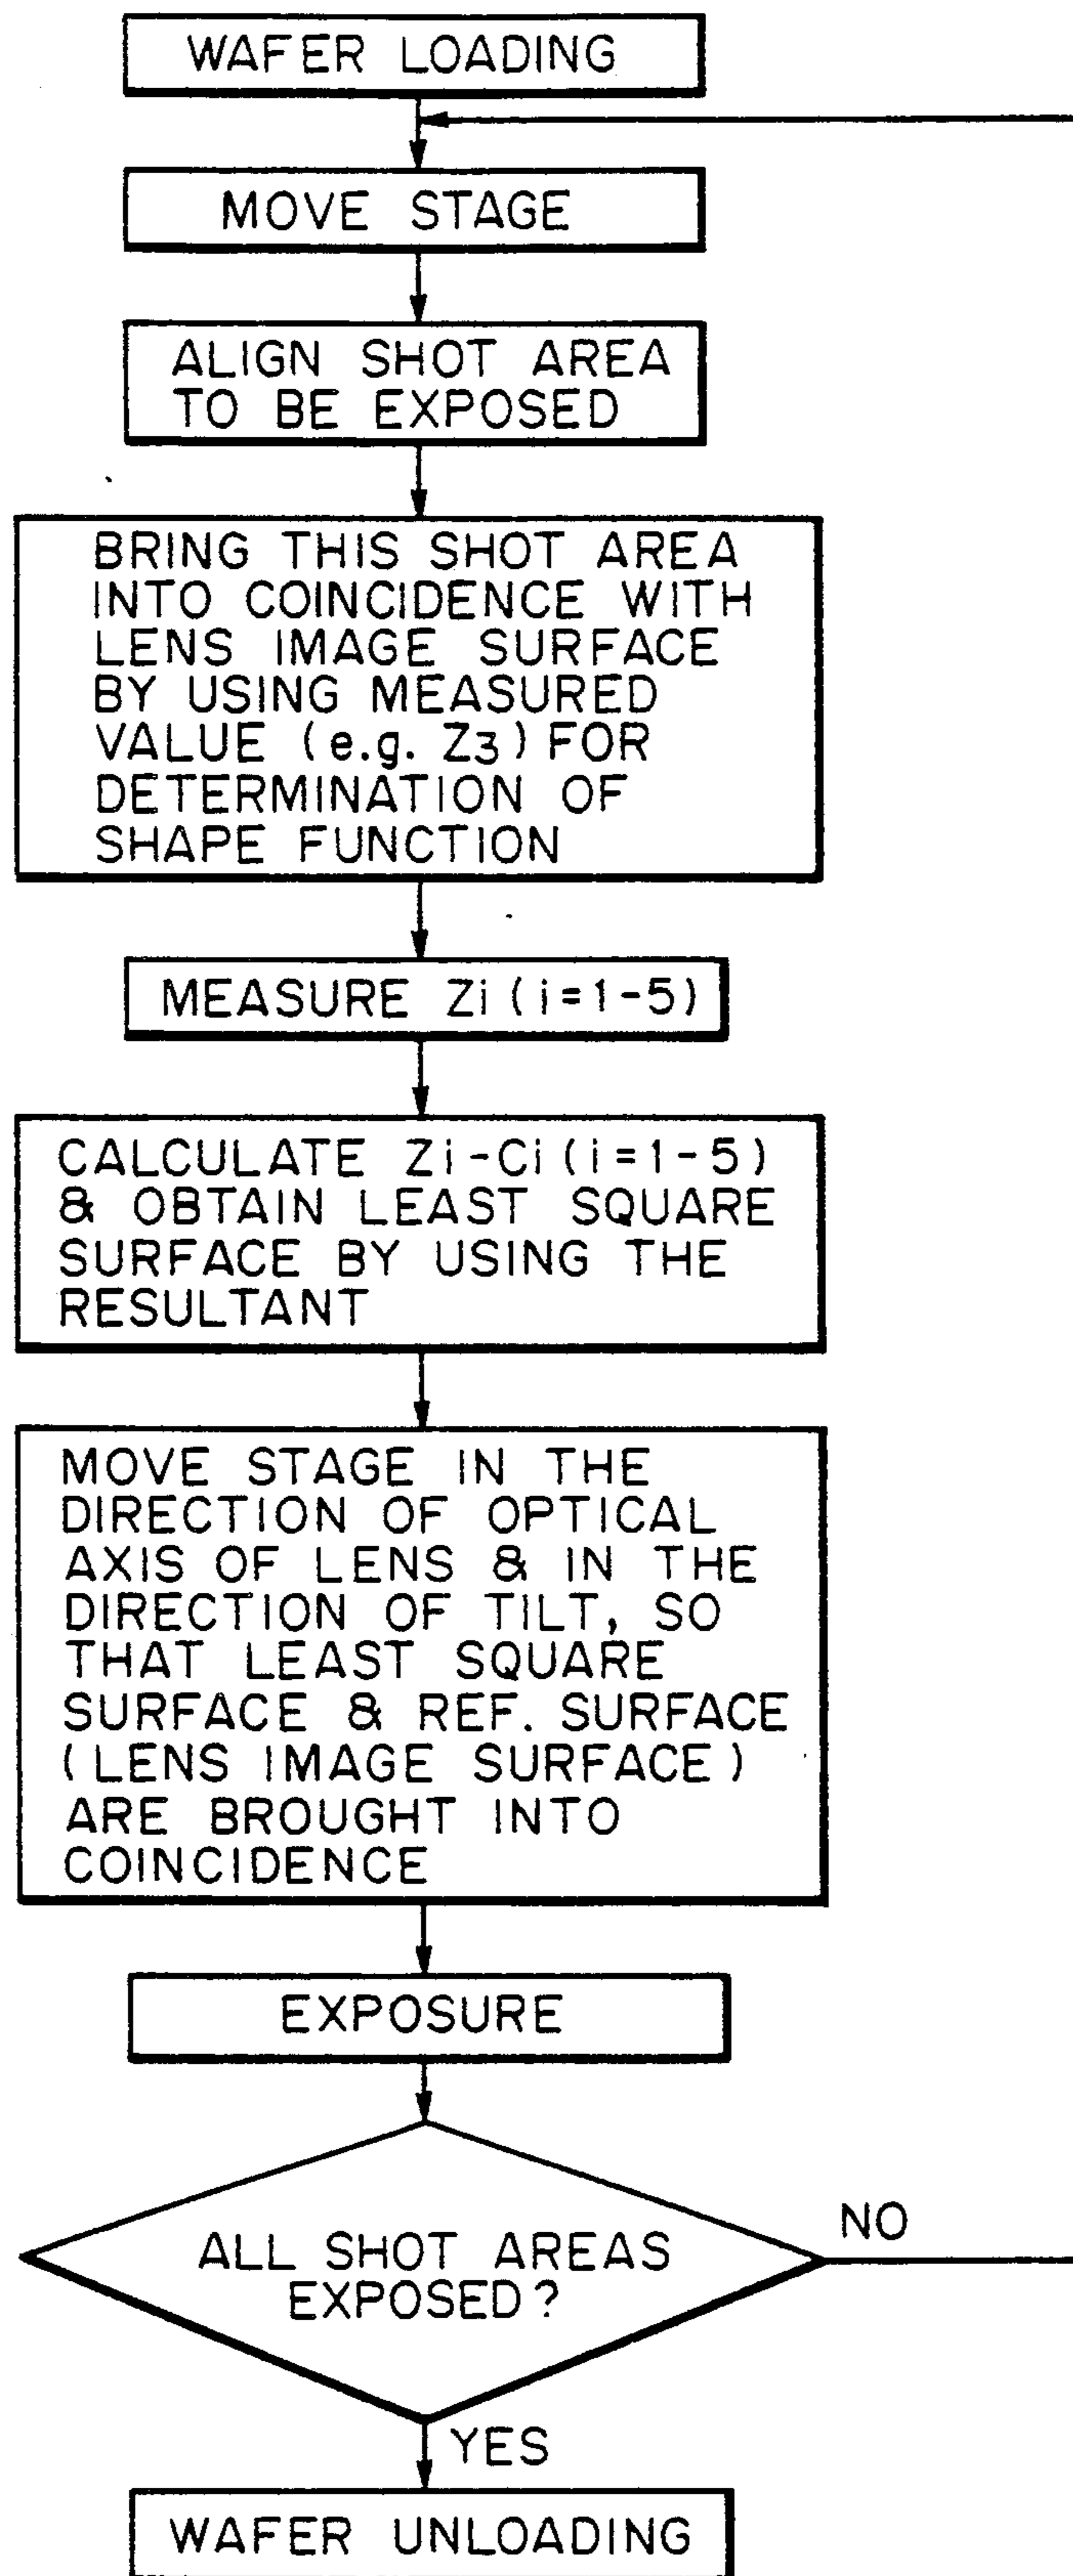 WAFER LOADING
MOVE STAGE
ALIGN SHOT AREA
TO BE EXPOSED
BRING THIS SHOT AREA
INTO COINCIDENCE WITH
LENS IMAGE SURFACE
BY USING MEASURED
VALUE (e.g. Z3) FOR
DETERMINATION OF
SHAPE FUNCTION
MEASURE Zi (i=1-5)
CALCULATE Zi-Ci (i=1-5)
& OBTAIN LEAST SQUARE
SURFACE BY USING THE
RESULTANT
MOVE STAGE IN THE
DIRECTION OF OPTICAL
AXIS OF LENS & IN THE
DIRECTION OF TILT, SO
THAT LEAST SQUARE
SURFACE & REF. SURFACE
(LENS IMAGE SURFACE)
ARE BROUGHT INTO
COINCIDENCE
EXPOSURE
NO
ALL SHOT AREAS
EXPOSED?
YES
WAFER UNLOADING